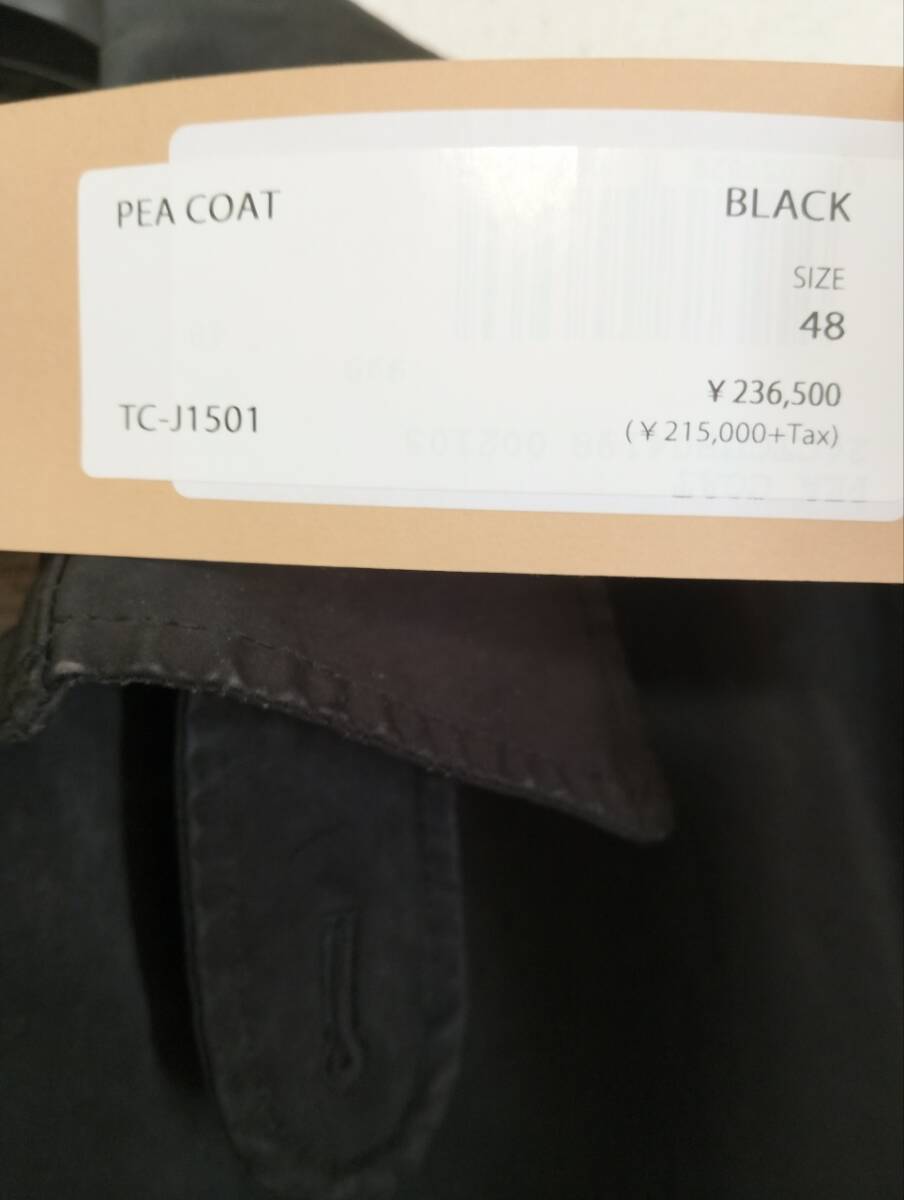 PEA COAT
BLACK
SIZE
48
¥236,500
(¥215,000+Tax)
TC-J1501